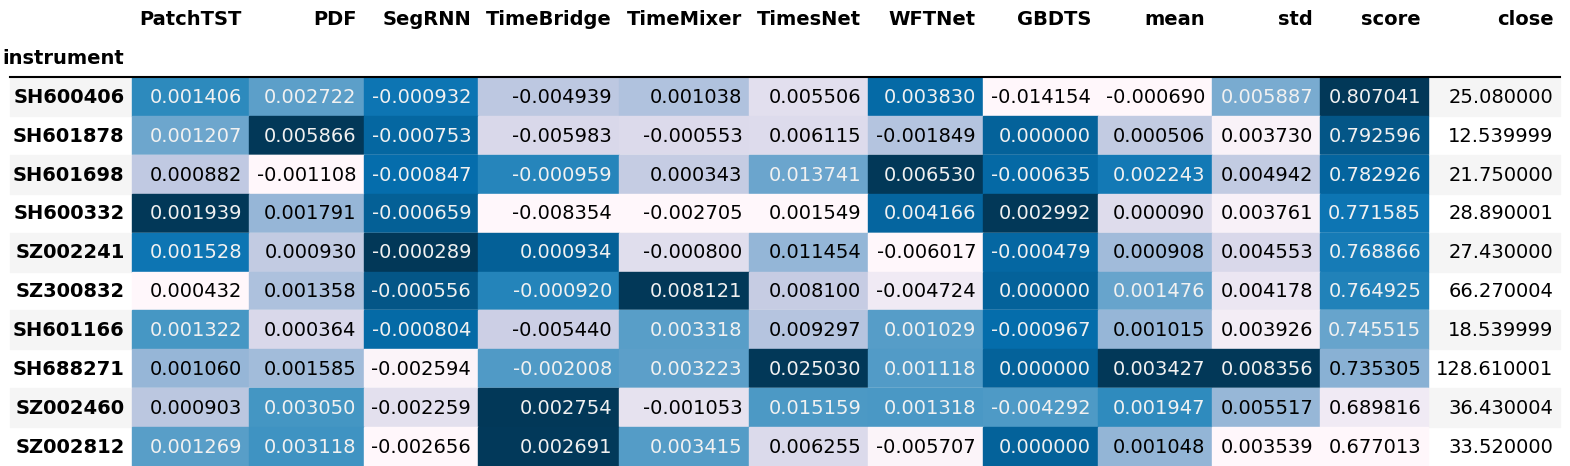 PatchTST PDF SegRNN TimeBridge TimeMixer TimesNet WFTNet GBDTS mean std score close
instrument
SH600406 0.001406 0.002722 -0.000932 -0.004939 0.001038 0.005506 0.003830 -0.014154 -0.000690 0.005887 0.807041 25.080000
SH601878 0.001207 0.005866 -0.000753 -0.005983 -0.000553 0.006115 -0.001849 0.000000 0.000506 0.003730 0.792596 12.539999
SH601698 0.000882 -0.001108 -0.000847 -0.000959 0.000343 0.013741 0.006530 -0.000635 0.002243 0.004942 0.782926 21.750000
SH600332 0.001939 0.001791 -0.000659 -0.008354 -0.002705 0.001549 0.004166 0.002992 0.000090 0.003761 0.771585 28.890001
SZ002241 0.001528 0.000930 -0.000289 0.000934 -0.000800 0.011454 -0.006017 -0.000479 0.000908 0.004553 0.768866 27.430000
SZ300832 0.000432 0.001358 -0.000556 -0.000920 0.008121 0.008100 -0.004724 0.000000 0.001476 0.004178 0.764925 66.270004
SH601166 0.001322 0.000364 -0.000804 -0.005440 0.003318 0.009297 0.001029 -0.000967 0.001015 0.003926 0.745515 18.539999
SH688271 0.001060 0.001585 -0.002594 -0.002008 0.003223 0.025030 0.001118 0.000000 0.003427 0.008356 0.735305 128.610001
SZ002460 0.000903 0.003050 -0.002259 0.002754 -0.001053 0.015159 0.001318 -0.004292 0.001947 0.005517 0.689816 36.430004
SZ002812 0.001269 0.003118 -0.002656 0.002691 0.003415 0.006255 -0.005707 0.000000 0.001048 0.003539 0.677013 33.520000